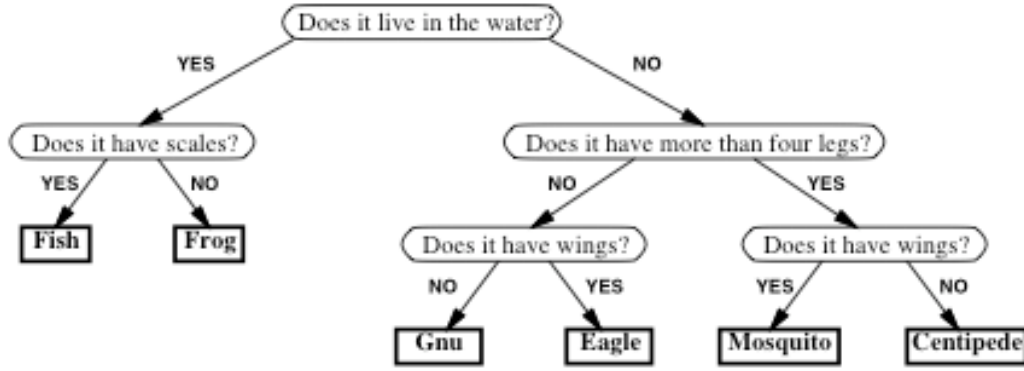 Does it live in the water?
YES
NO
Does it have scales?
Does it have more than four legs?
YES
NO
NO
YES
Fish
Frog
Does it have wings?
Does it have wings?
NO
YES
YES
NO
Gnu
Eagle
Mosquito
Centipede